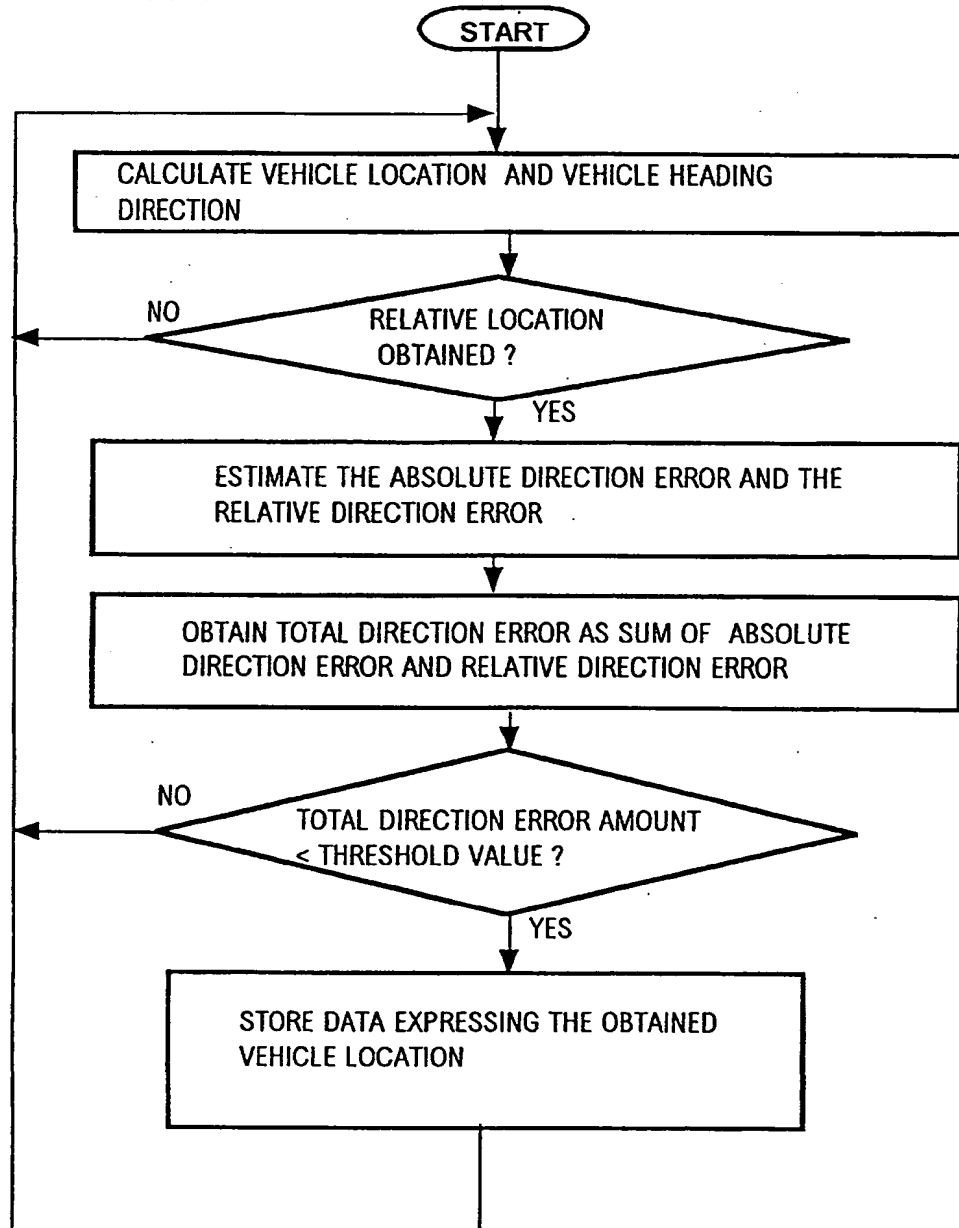 START
CALCULATE VEHICLE LOCATION AND VEHICLE HEADING
DIRECTION
NO
RELATIVE LOCATION
OBTAINED ?
YES
ESTIMATE THE ABSOLUTE DIRECTION ERROR AND THE
RELATIVE DIRECTION ERROR
OBTAIN TOTAL DIRECTION ERROR AS SUM OF ABSOLUTE
DIRECTION ERROR AND RELATIVE DIRECTION ERROR
NO
TOTAL DIRECTION ERROR AMOUNT
< THRESHOLD VALUE ?
YES
STORE DATA EXPRESSING THE OBTAINED
VEHICLE LOCATION